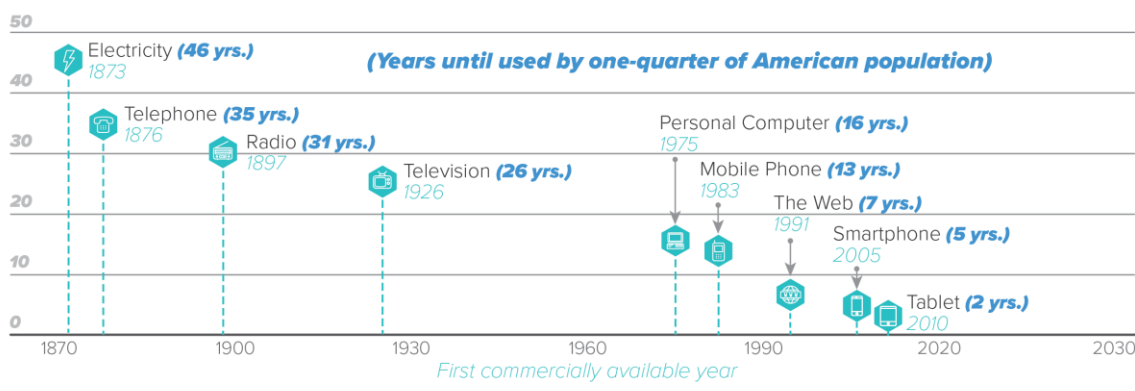 50
Electricity (46 yrs.)
1873
(Years until used by one-quarter of American population)
40
Telephone (35 yrs.)
1876
30
Radio (31 yrs.)
1897
Personal Computer (16 yrs.)
1975
Television (26 yrs.)
1926
Mobile Phone (13 yrs.)
1983
20
The Web (7 yrs.)
1991
Smartphone (5 yrs.)
2005
10
Tablet (2 yrs.)
2010
0
1870 1900 1930 1960 1990 2020 2030
First commercially available year